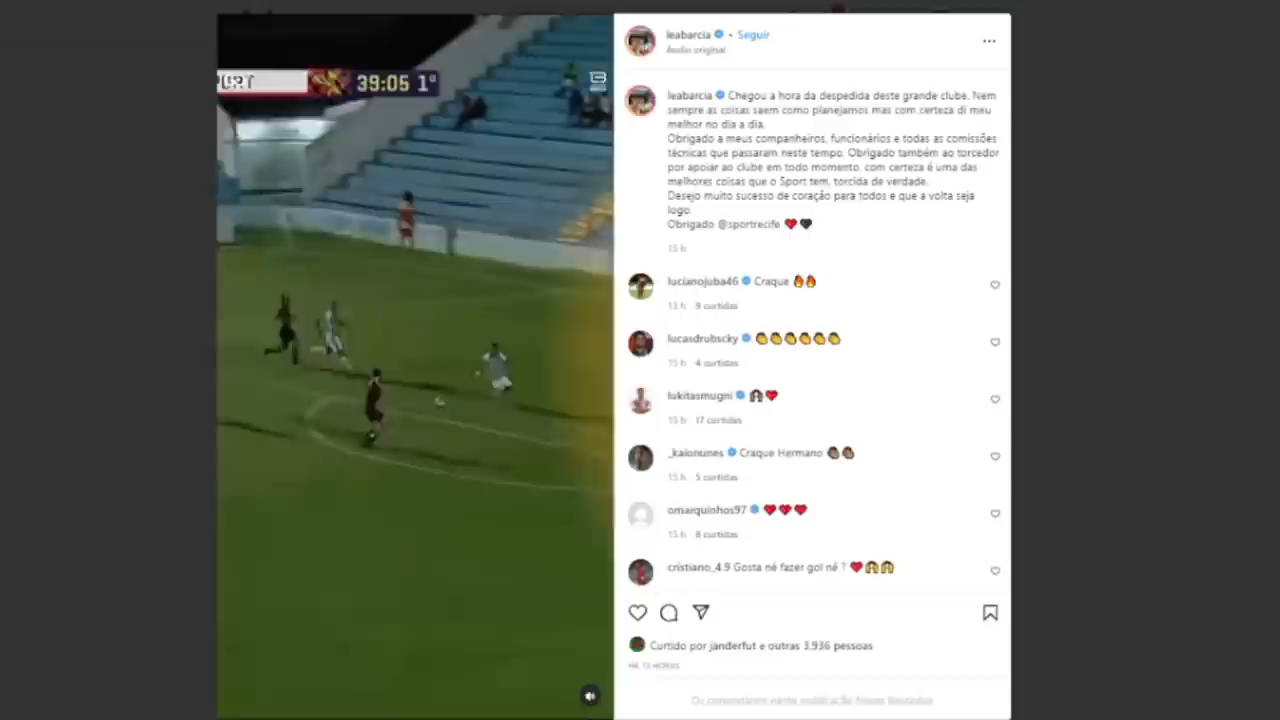 PORT
39:05 1º
leabarcia • Seguir
Áudio original
leabarcia Chegou a hora da despedida deste grande clube. Nem
sempre as coisas saem como planejamos mas com certeza di meu
melhor no dia a dia.
Obrigado a meus companheiros, funcionários e todas as comissões
técnicas que passaram neste tempo. Obrigado também ao torcedor
por apoiar ao clube em todo momento, com certeza é uma das
melhores coisas que o Sport tem, torcida de verdade.
Desejo muito sucesso de coração para todos e que a volta seja
logo.
Obrigado @sportrecife ❤️🖤
15 h
lucianojuba46 Craque 🔥🔥
13 h 9 curtidas
lucasdrubscky 👏👏👏👏👏👏
15 h 4 curtidas
lukitasmugni 🙌❤️
15 h 17 curtidas
_kaionunes Craque Hermano 👏🏽👏🏽
15 h 5 curtidas
omarquinhos97 ❤️❤️❤️
15 h 8 curtidas
cristiano_4.9 Gosta né fazer gol né ? ❤️🙌🙌
Curtido por janderfut e outras 3.936 pessoas
HÁ 15 HORAS
Os comentários nesta publicação foram limitados